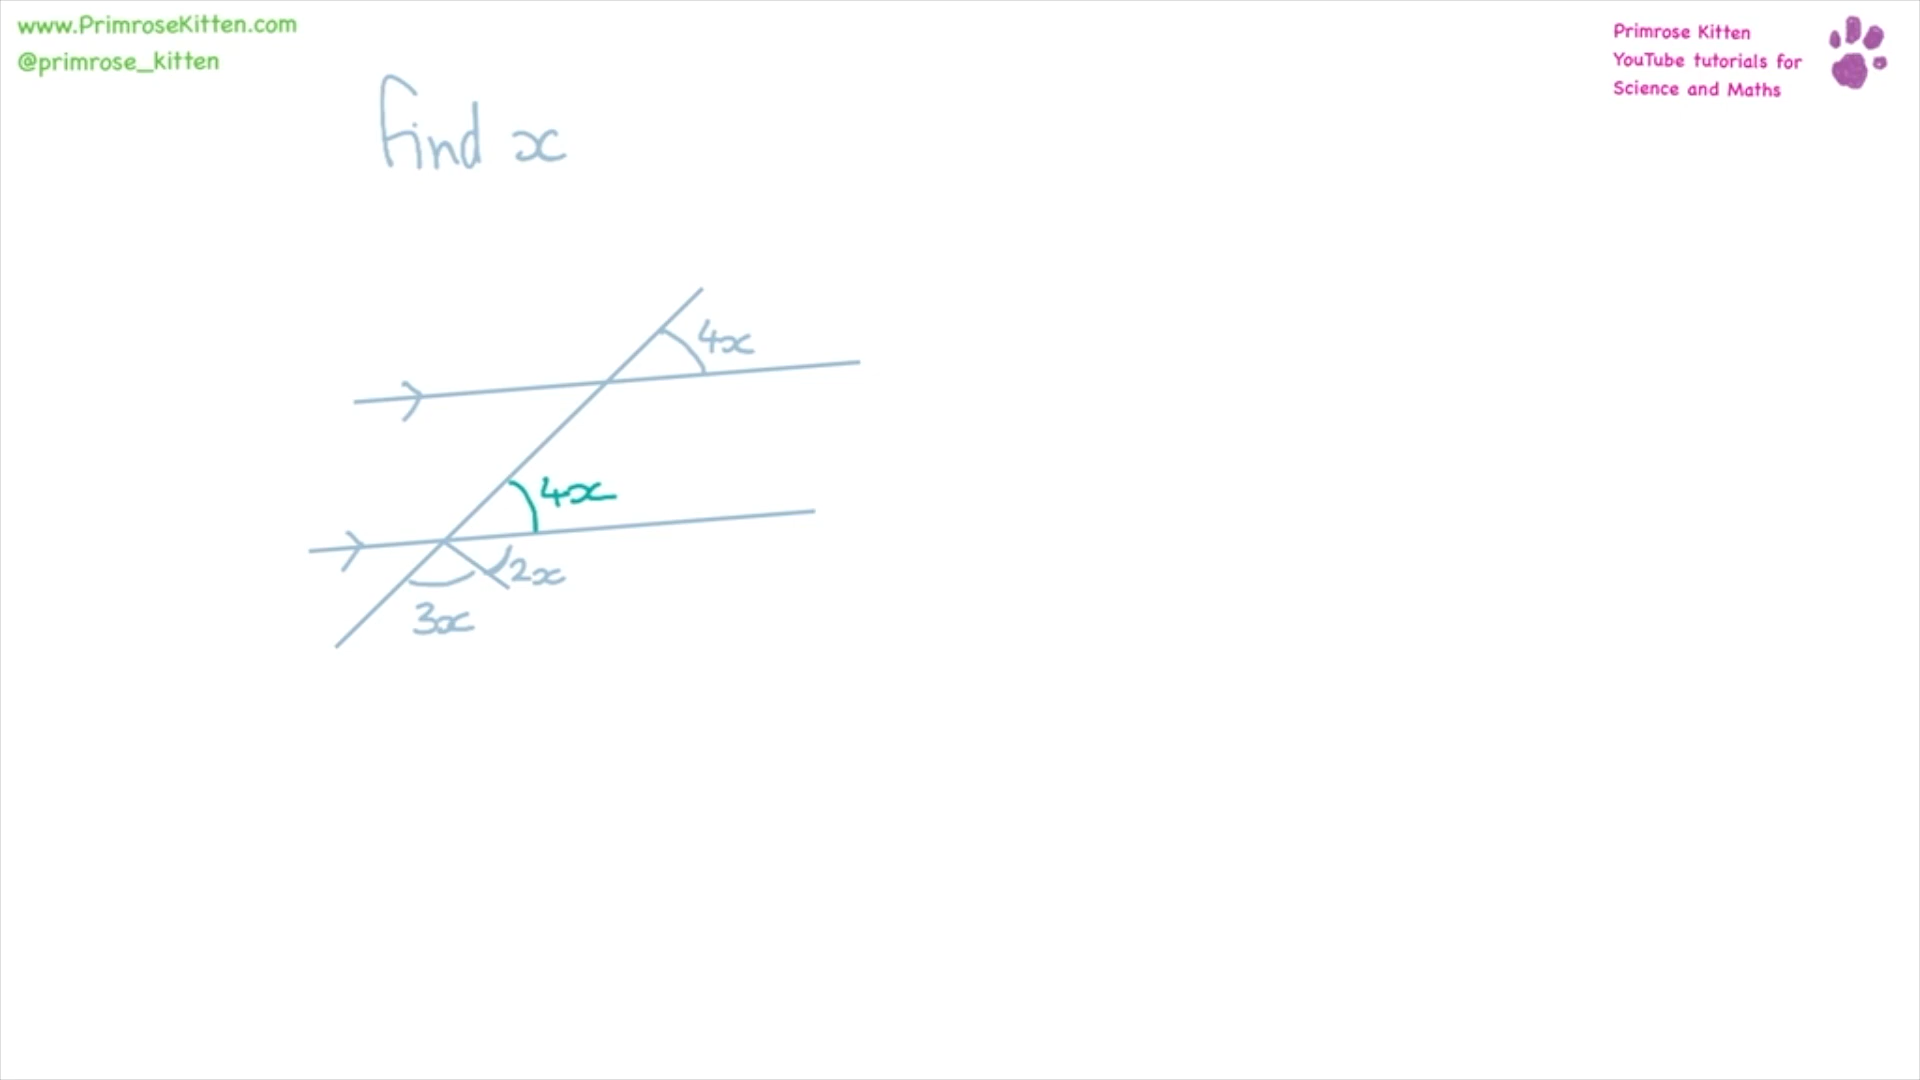 www.PrimroseKitten.com
@primrose_kitten
Primrose Kitten
YouTube tutorials for
Science and Maths
find x
4x
4x
2x
3x